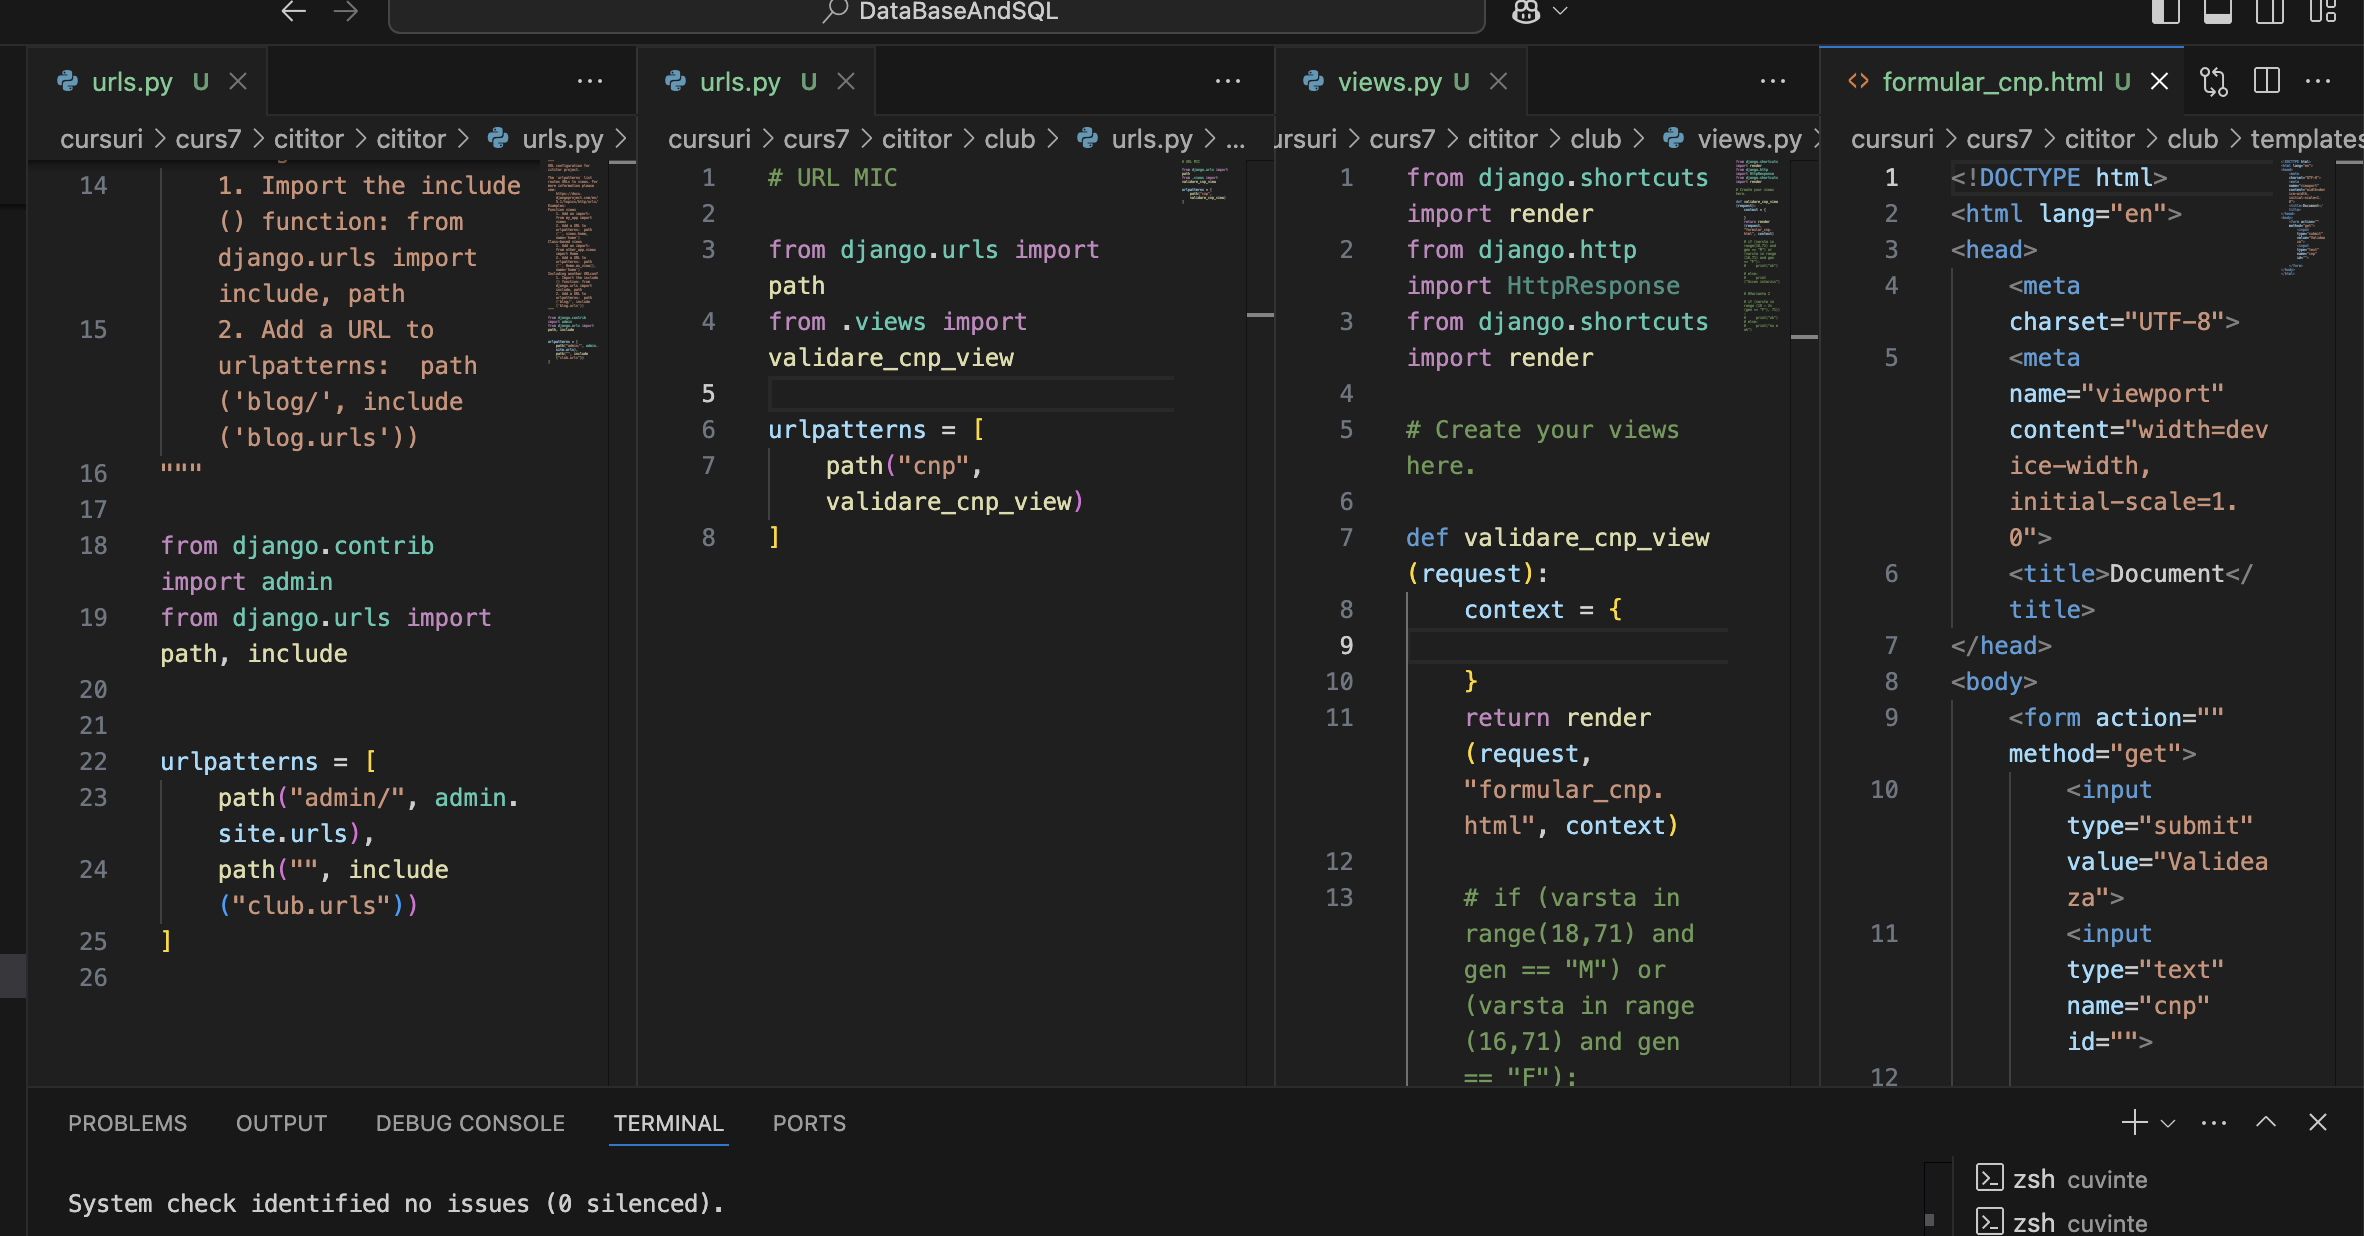 DataBaseAndSQL
urls.py U
cursuri > curs7 > cititor > cititor > urls.py >
14 1. Import the include
() function: from
django.urls import
include, path
15 2. Add a URL to
urlpatterns:  path
('blog/', include
('blog.urls'))
16 """
17
18 from django.contrib
import admin
19 from django.urls import
path, include
20
21
22 urlpatterns = [
23 path("admin/", admin.
site.urls),
24 path("", include
("club.urls"))
25 ]
26
urls.py U
cursuri > curs7 > cititor > club > urls.py > ...
1 # URL MIC
2
3 from django.urls import
path
4 from .views import
validare_cnp_view
5
6 urlpatterns = [
7 path("cnp",
validare_cnp_view)
8 ]
views.py U
ursuri > curs7 > cititor > club > views.py >
1 from django.shortcuts
import render
2 from django.http
import HttpResponse
3 from django.shortcuts
import render
4
5 # Create your views
here.
6
7 def validare_cnp_view
(request):
8 context = {
9
10 }
11 return render
(request,
"formular_cnp.
html", context)
12
13 # if (varsta in
range(18,71) and
gen == "M") or
(varsta in range
(16,71) and gen
== "F"):
formular_cnp.html U
cursuri > curs7 > cititor > club > templates
1 <!DOCTYPE html>
2 <html lang="en">
3 <head>
4 <meta
charset="UTF-8">
5 <meta
name="viewport"
content="width=dev
ice-width,
initial-scale=1.
0">
6 <title>Document</
title>
7 </head>
8 <body>
9 <form action=""
method="get">
10 <input
type="submit"
value="Validea
za">
11 <input
type="text"
name="cnp"
id="">
12
PROBLEMS OUTPUT DEBUG CONSOLE TERMINAL PORTS
System check identified no issues (0 silenced).
zsh cuvinte
zsh cuvinte